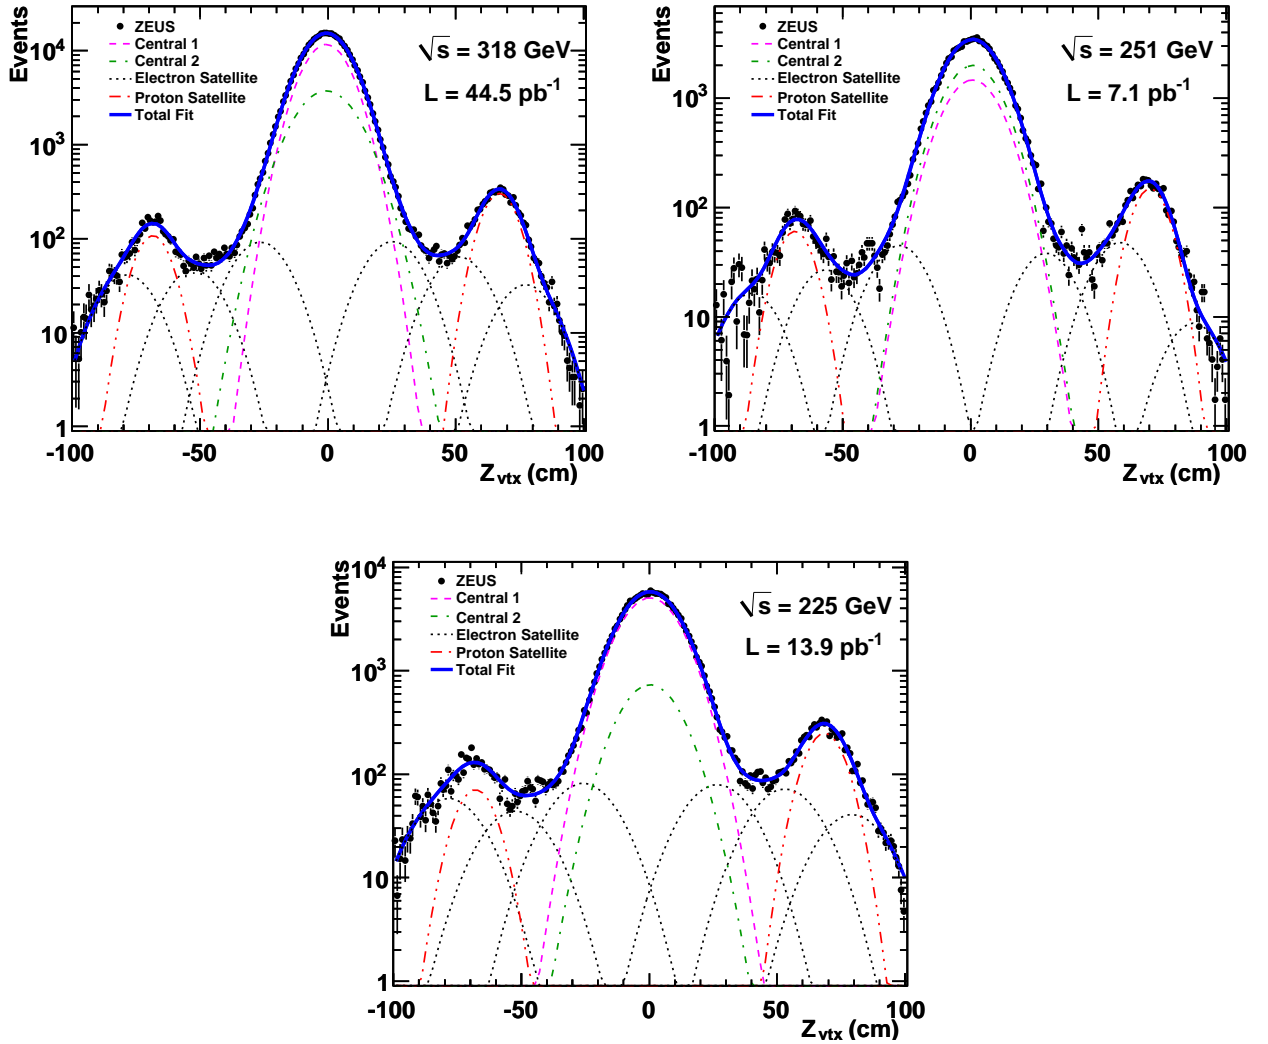 Events
10⁴
10³
10²
10
1
ZEUS
Central 1
Central 2
Electron Satellite
Proton Satellite
Total Fit
√s = 318 GeV
L = 44.5 pb⁻¹
-100 -50 0 50 100
Z_vtx (cm)
Events
10³
10²
10
1
ZEUS
Central 1
Central 2
Electron Satellite
Proton Satellite
Total Fit
√s = 251 GeV
L = 7.1 pb⁻¹
-100 -50 0 50 100
Z_vtx (cm)
Events
10⁴
10³
10²
10
1
ZEUS
Central 1
Central 2
Electron Satellite
Proton Satellite
Total Fit
√s = 225 GeV
L = 13.9 pb⁻¹
-100 -50 0 50 100
Z_vtx (cm)